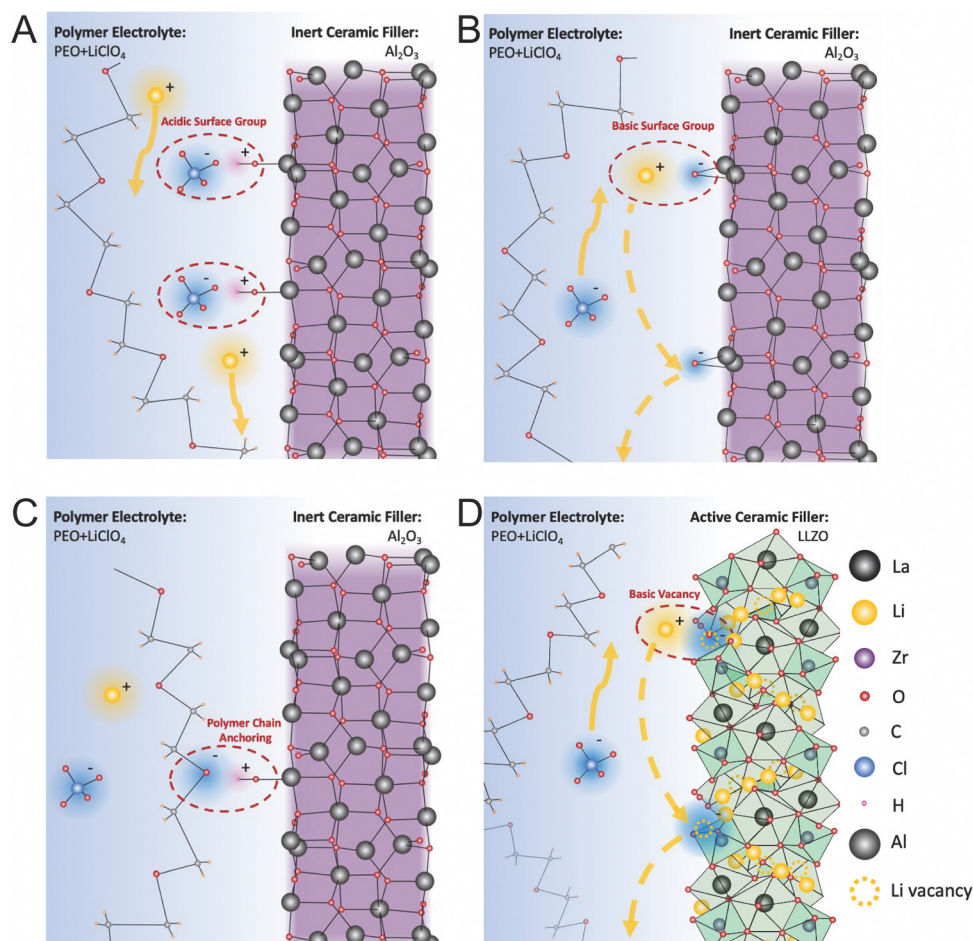 A
Polymer Electrolyte:
PEO+LiClO₄
Inert Ceramic Filler:
Al₂O₃
+
Acidic Surface Group
-
+
-
+
+
B
Polymer Electrolyte:
PEO+LiClO₄
Inert Ceramic Filler:
Al₂O₃
Basic Surface Group
+
-
-
-
C
Polymer Electrolyte:
PEO+LiClO₄
Inert Ceramic Filler:
Al₂O₃
+
Polymer Chain
Anchoring
-
-
+
D
Polymer Electrolyte:
PEO+LiClO₄
Active Ceramic Filler:
LLZO
Basic Vacancy
+
-
-
La
Li
Zr
O
C
Cl
H
Al
Li vacancy